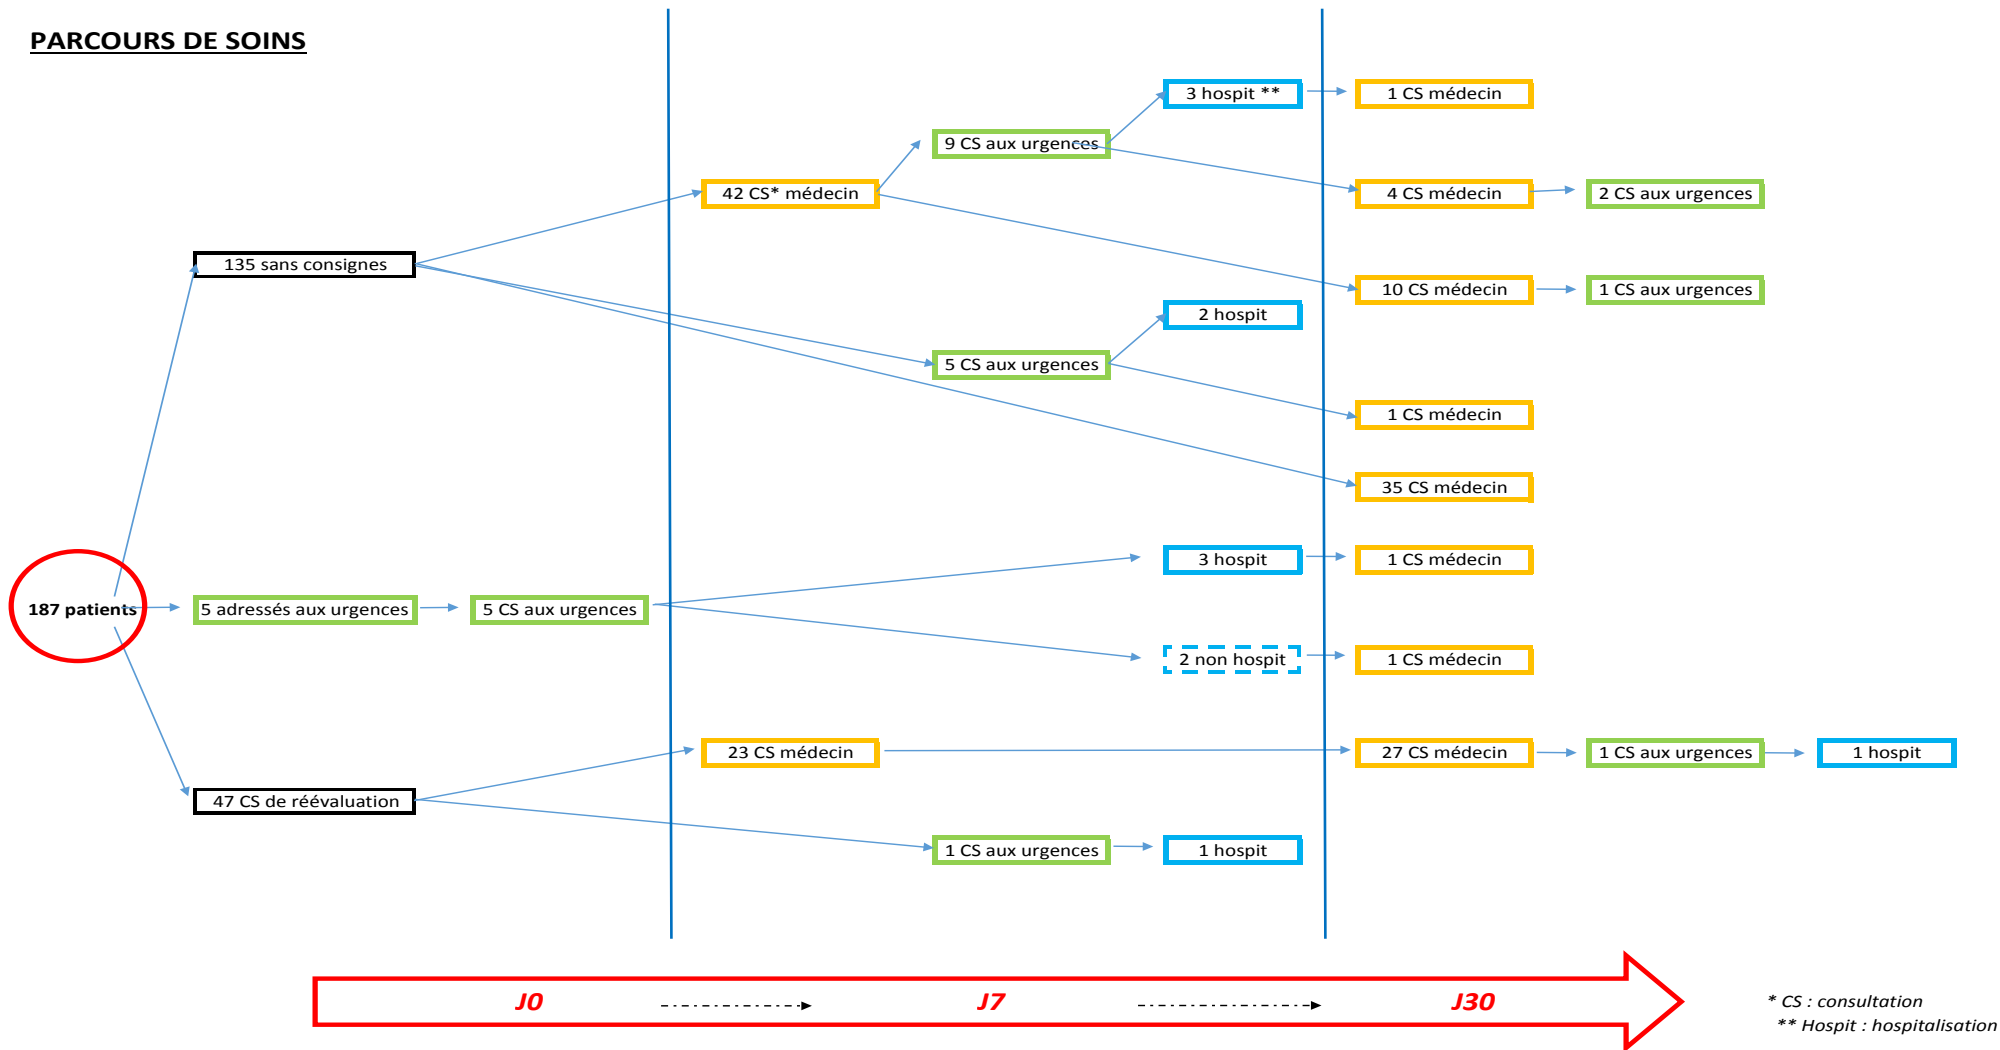 PARCOURS DE SOINS
3 hospit **
1 CS médecin
9 CS aux urgences
42 CS* médecin
4 CS médecin
2 CS aux urgences
135 sans consignes
10 CS médecin
1 CS aux urgences
2 hospit
5 CS aux urgences
1 CS médecin
35 CS médecin
3 hospit
1 CS médecin
187 patients
5 adressés aux urgences
5 CS aux urgences
2 non hospit
1 CS médecin
23 CS médecin
27 CS médecin
1 CS aux urgences
1 hospit
47 CS de réévaluation
1 CS aux urgences
1 hospit
J0
J7
J30
* CS : consultation
** Hospit : hospitalisation